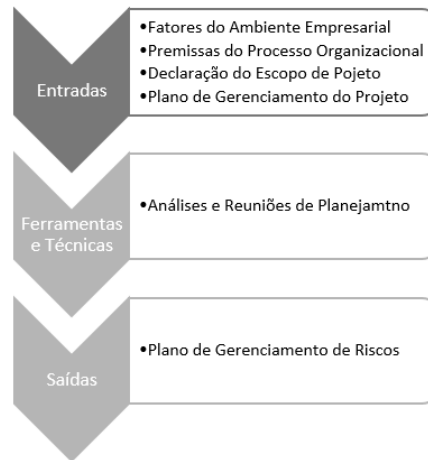 Entradas
•Fatores do Ambiente Empresarial
•Premissas do Processo Organizacional
•Declaração do Escopo de Pojeto
•Plano de Gerenciamento do Projeto
Ferramentas
e Técnicas
•Análises e Reuniões de Planejamtno
Saídas
•Plano de Gerenciamento de Riscos